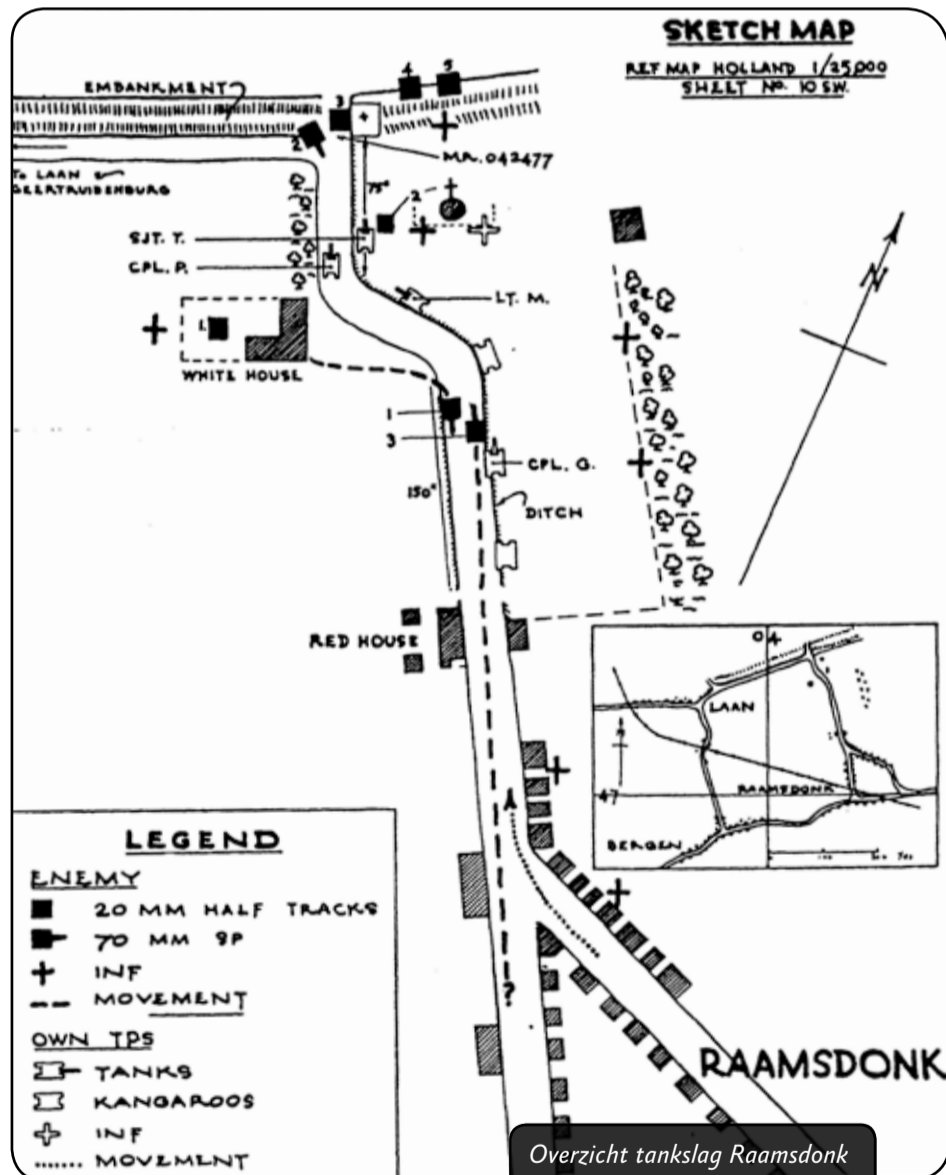 SKETCH MAP
REF MAP HOLLAND 1/25,000
SHEET No. 10 SW.
EMBANKMENT
4
5
3
2
MR. 042477
TO LAAN &
GEERTRUIDENBURG
75°
2
SJT. T.
CPL. P.
LT. M.
N
1.
WHITE HOUSE
1
3
CPL. G.
150°
DITCH
RED HOUSE
04
LAAN
N
47
RAAMSDONK
BERGEN
?
RAAMSDONK
LEGEND
ENEMY
20 MM HALF TRACKS
70 MM SP
INF
MOVEMENT
OWN TPS
TANKS
KANGAROOS
INF
MOVEMENT
Overzicht tankslag Raamsdonk